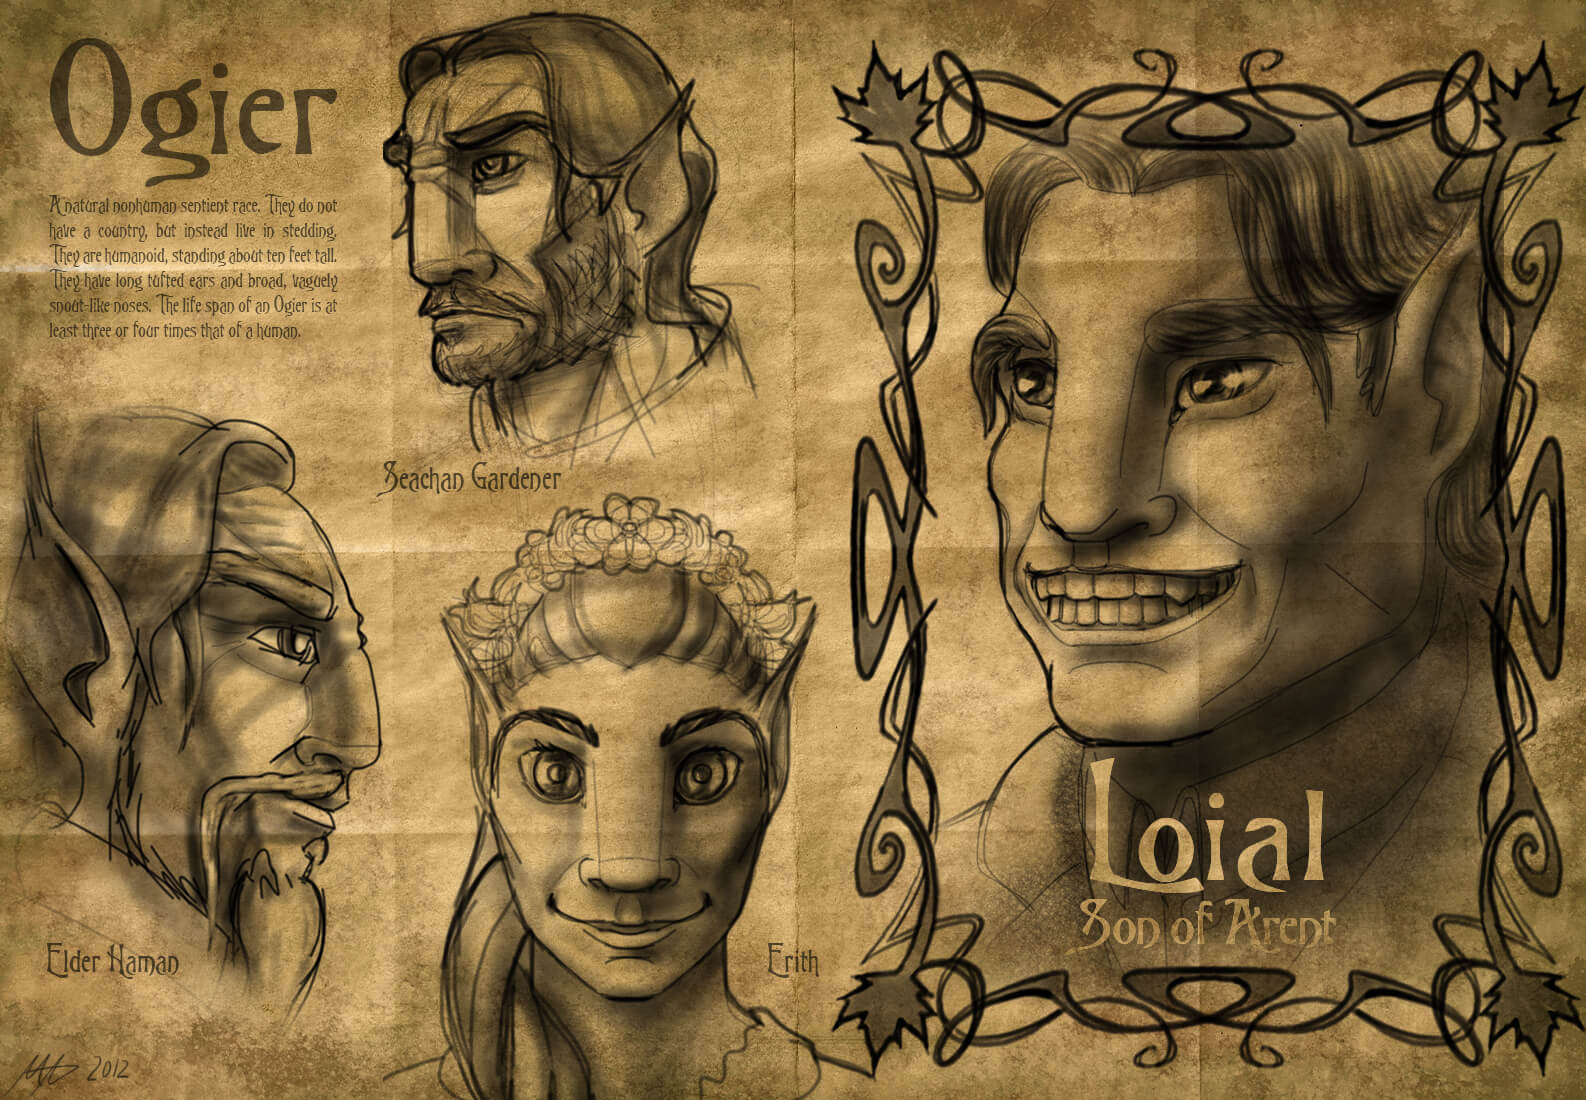 Ogier
A natural nonhuman sentient race. They do not
have a country, but instead live in stedding.
They are humanoid, standing about ten feet tall.
They have long tufted ears and broad, vaguely
snout-like noses. The life span of an Ogier is at
least three or four times that of a human.
Seachan Gardener
Elder Haman
Erith
Loial
Son of Arent
2012